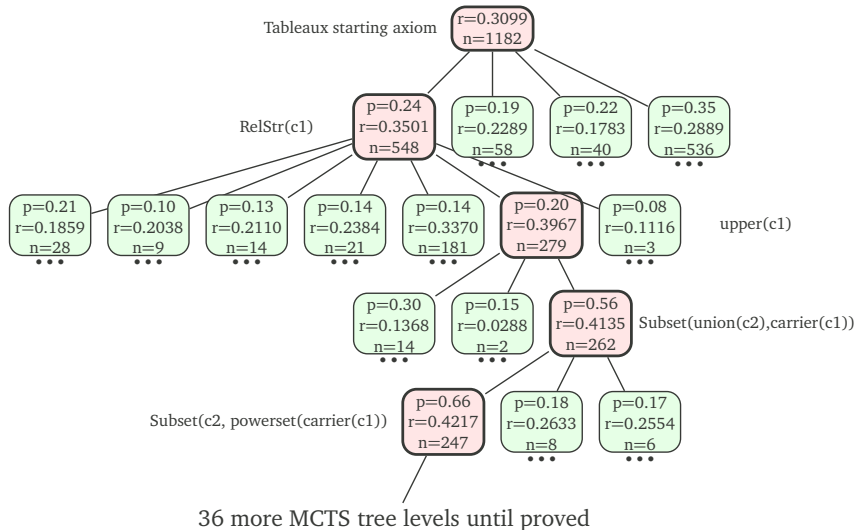 Tableaux starting axiom
r=0.3099
n=1182
RelStr(c1)
p=0.24
r=0.3501
n=548
p=0.19
r=0.2289
n=58
p=0.22
r=0.1783
n=40
p=0.35
r=0.2889
n=536
p=0.21
r=0.1859
n=28
p=0.10
r=0.2038
n=9
p=0.13
r=0.2110
n=14
p=0.14
r=0.2384
n=21
p=0.14
r=0.3370
n=181
p=0.20
r=0.3967
n=279
p=0.08
r=0.1116
n=3
upper(c1)
p=0.30
r=0.1368
n=14
p=0.15
r=0.0288
n=2
p=0.56
r=0.4135
n=262
Subset(union(c2),carrier(c1))
Subset(c2, powerset(carrier(c1))
p=0.66
r=0.4217
n=247
p=0.18
r=0.2633
n=8
p=0.17
r=0.2554
n=6
36 more MCTS tree levels until proved